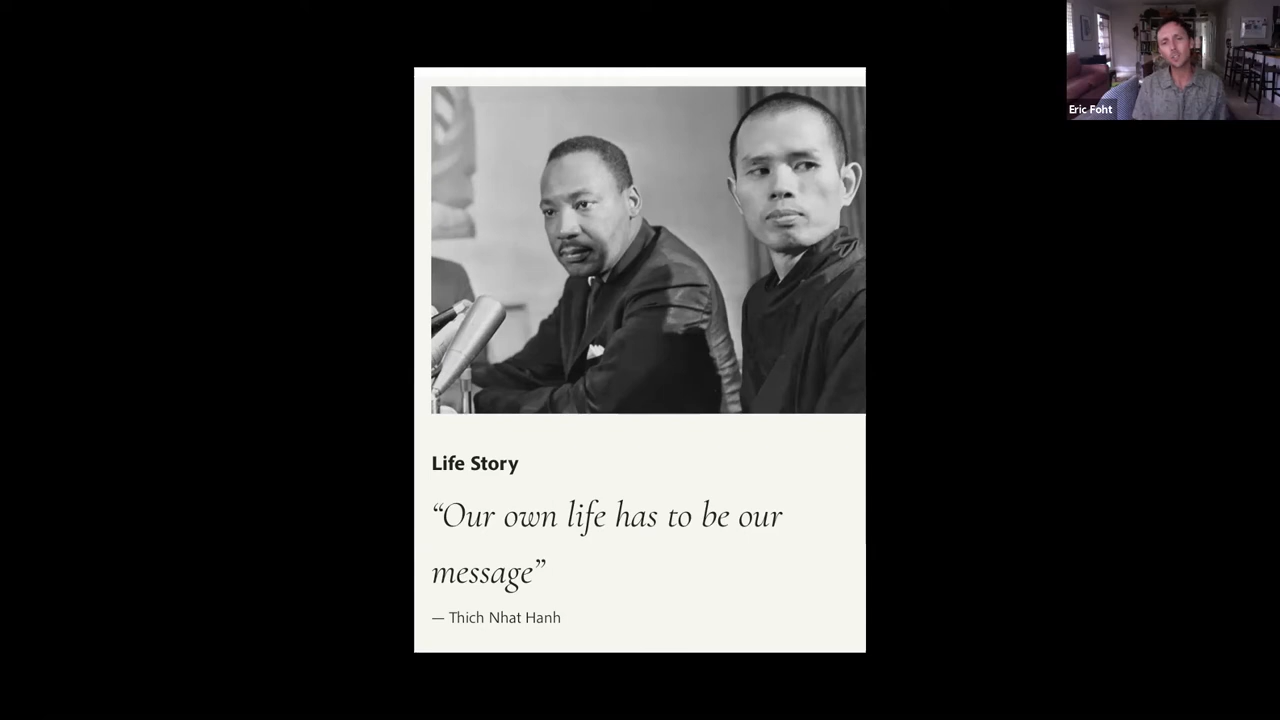 Eric Foht
Life Story
“Our own life has to be our
message”
— Thich Nhat Hanh